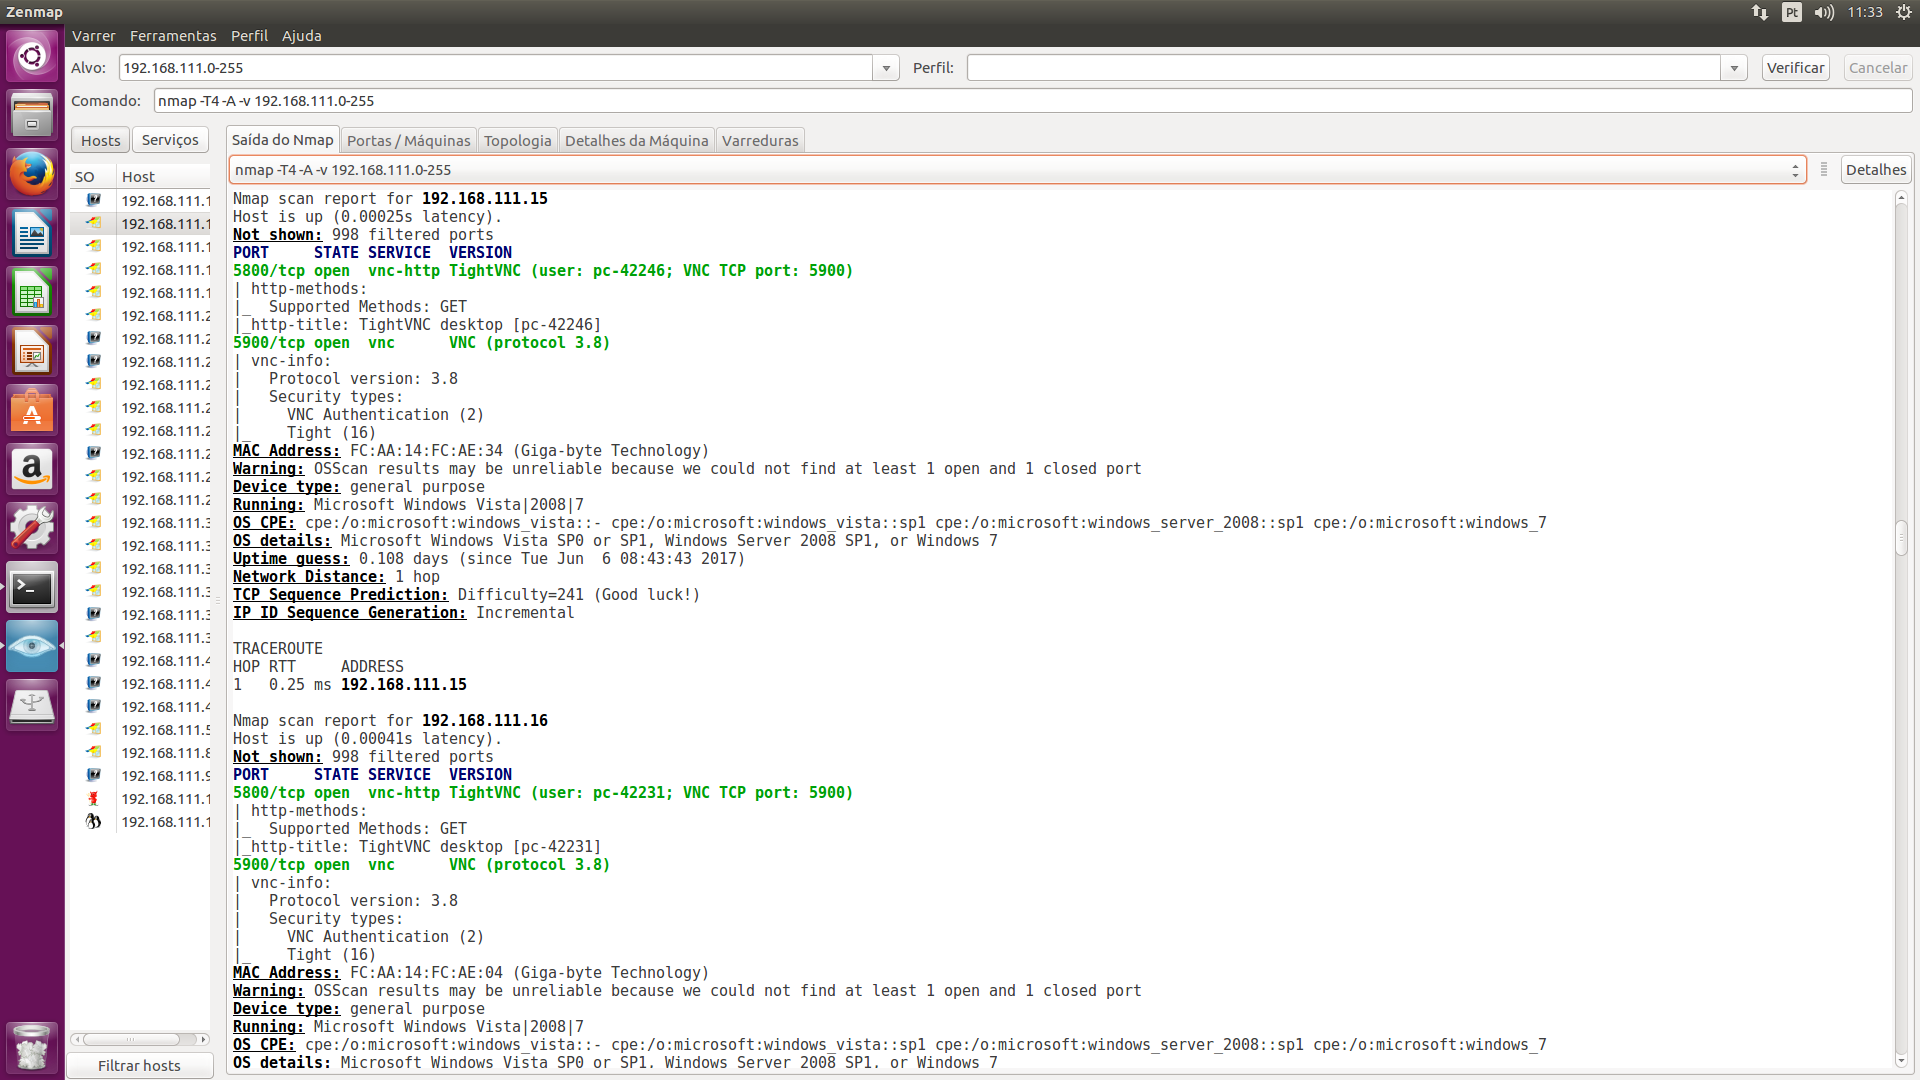 Zenmap
Pt
11:33
Varrer Ferramentas Perfil Ajuda
Alvo: 192.168.111.0-255 Perfil: Verificar Cancelar
Comando: nmap -T4 -A -v 192.168.111.0-255
Hosts Serviços
Saída do Nmap Portas / Máquinas Topologia Detalhes da Máquina Varreduras
nmap -T4 -A -v 192.168.111.0-255 Detalhes
SO Host
192.168.111.1
192.168.111.1
192.168.111.1
192.168.111.1
192.168.111.1
192.168.111.2
192.168.111.2
192.168.111.2
192.168.111.2
192.168.111.2
192.168.111.2
192.168.111.2
192.168.111.2
192.168.111.2
192.168.111.3
192.168.111.3
192.168.111.3
192.168.111.3
192.168.111.3
192.168.111.3
192.168.111.4
192.168.111.4
192.168.111.4
192.168.111.5
192.168.111.8
192.168.111.9
192.168.111.1
192.168.111.1
Filtrar hosts
Nmap scan report for 192.168.111.15
Host is up (0.00025s latency).
Not shown: 998 filtered ports
PORT     STATE SERVICE  VERSION
5800/tcp open  vnc-http TightVNC (user: pc-42246; VNC TCP port: 5900)
| http-methods:
|_  Supported Methods: GET
|_http-title: TightVNC desktop [pc-42246]
5900/tcp open  vnc      VNC (protocol 3.8)
| vnc-info:
|   Protocol version: 3.8
|   Security types:
|     VNC Authentication (2)
|_    Tight (16)
MAC Address: FC:AA:14:FC:AE:34 (Giga-byte Technology)
Warning: OSScan results may be unreliable because we could not find at least 1 open and 1 closed port
Device type: general purpose
Running: Microsoft Windows Vista|2008|7
OS CPE: cpe:/o:microsoft:windows_vista::- cpe:/o:microsoft:windows_vista::sp1 cpe:/o:microsoft:windows_server_2008::sp1 cpe:/o:microsoft:windows_7
OS details: Microsoft Windows Vista SP0 or SP1, Windows Server 2008 SP1, or Windows 7
Uptime guess: 0.108 days (since Tue Jun  6 08:43:43 2017)
Network Distance: 1 hop
TCP Sequence Prediction: Difficulty=241 (Good luck!)
IP ID Sequence Generation: Incremental
TRACEROUTE
HOP RTT     ADDRESS
1   0.25 ms 192.168.111.15
Nmap scan report for 192.168.111.16
Host is up (0.00041s latency).
Not shown: 998 filtered ports
PORT     STATE SERVICE  VERSION
5800/tcp open  vnc-http TightVNC (user: pc-42231; VNC TCP port: 5900)
| http-methods:
|_  Supported Methods: GET
|_http-title: TightVNC desktop [pc-42231]
5900/tcp open  vnc      VNC (protocol 3.8)
| vnc-info:
|   Protocol version: 3.8
|   Security types:
|     VNC Authentication (2)
|_    Tight (16)
MAC Address: FC:AA:14:FC:AE:04 (Giga-byte Technology)
Warning: OSScan results may be unreliable because we could not find at least 1 open and 1 closed port
Device type: general purpose
Running: Microsoft Windows Vista|2008|7
OS CPE: cpe:/o:microsoft:windows_vista::- cpe:/o:microsoft:windows_vista::sp1 cpe:/o:microsoft:windows_server_2008::sp1 cpe:/o:microsoft:windows_7
OS details: Microsoft Windows Vista SP0 or SP1, Windows Server 2008 SP1, or Windows 7